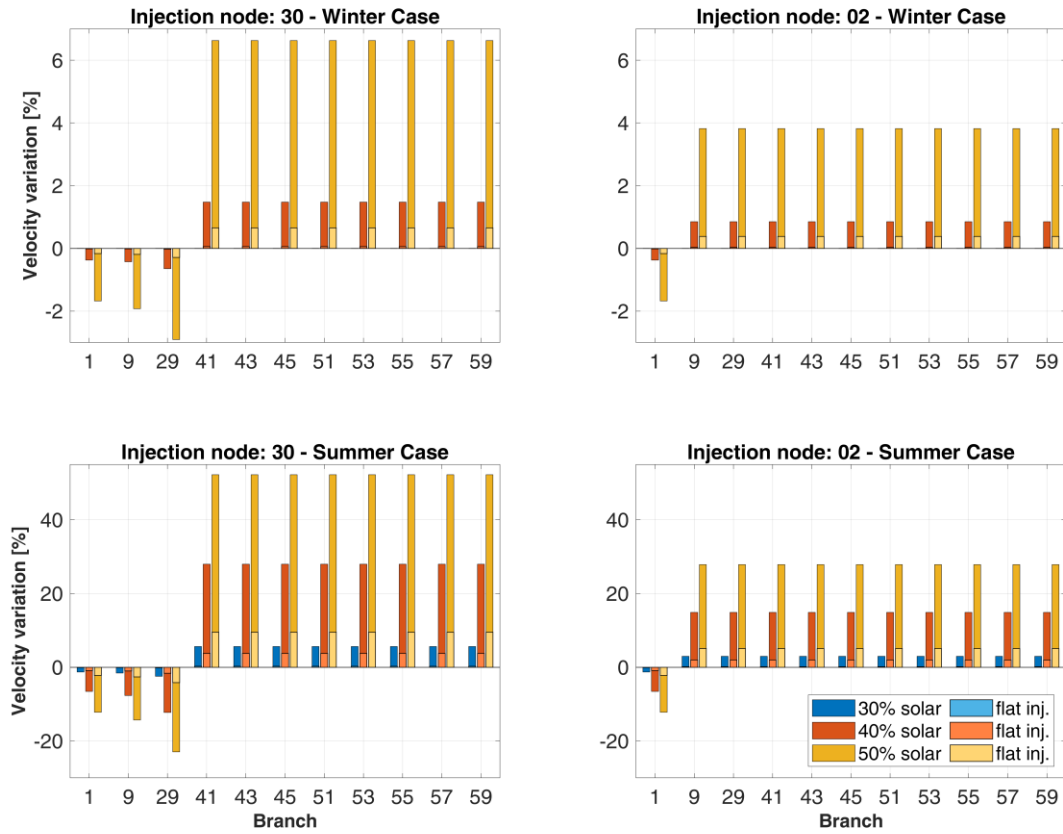 Injection node: 30 - Winter Case
Velocity variation [%]
6
4
2
0
-2
1 9 29 41 43 45 51 53 55 57 59
Injection node: 02 - Winter Case
6
4
2
0
-2
1 9 29 41 43 45 51 53 55 57 59
Injection node: 30 - Summer Case
Velocity variation [%]
40
20
0
-20
1 9 29 41 43 45 51 53 55 57 59
Branch
Injection node: 02 - Summer Case
40
20
0
-20
30% solar flat inj.
40% solar flat inj.
50% solar flat inj.
1 9 29 41 43 45 51 53 55 57 59
Branch